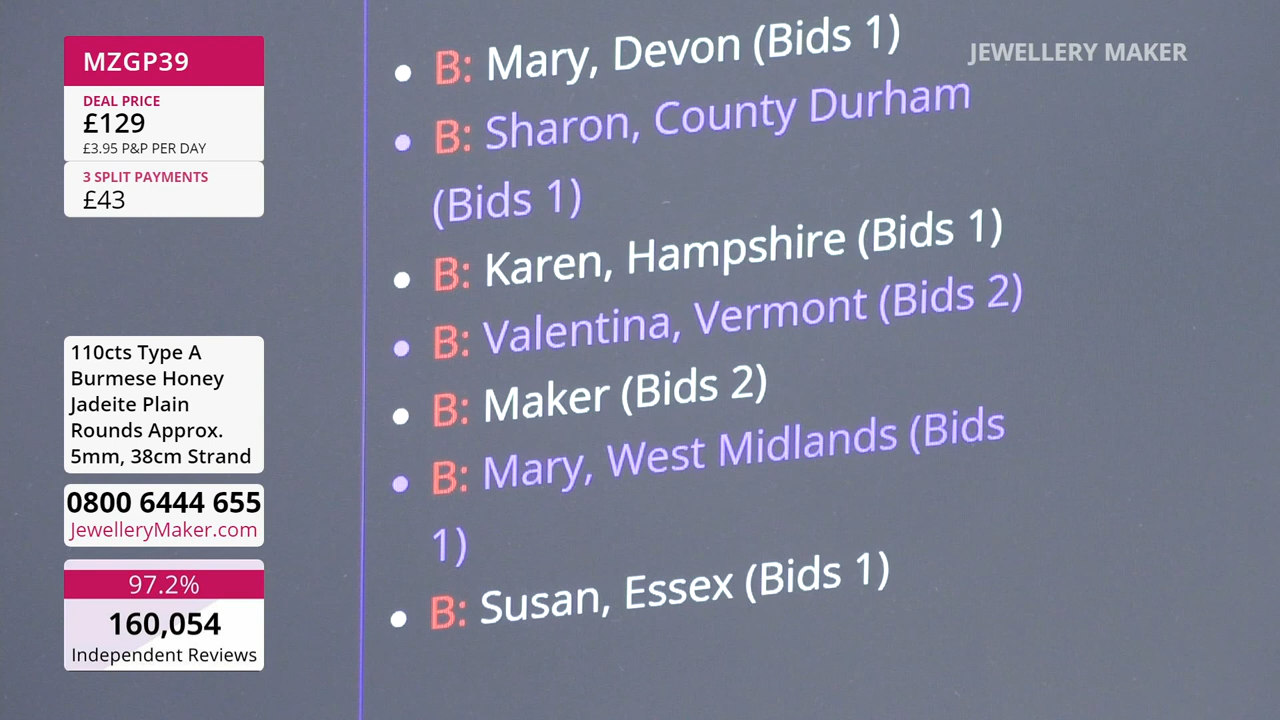 MZGP39
DEAL PRICE
£129
£3.95 P&P PER DAY
3 SPLIT PAYMENTS
£43
110cts Type A
Burmese Honey
Jadeite Plain
Rounds Approx.
5mm, 38cm Strand
0800 6444 655
JewelleryMaker.com
97.2%
160,054
Independent Reviews
B: Mary, Devon (Bids 1)
B: Sharon, County Durham
(Bids 1)
B: Karen, Hampshire (Bids 1)
B: Valentina, Vermont (Bids 2)
B: Maker (Bids 2)
B: Mary, West Midlands (Bids
1)
B: Susan, Essex (Bids 1)
JEWELLERY MAKER